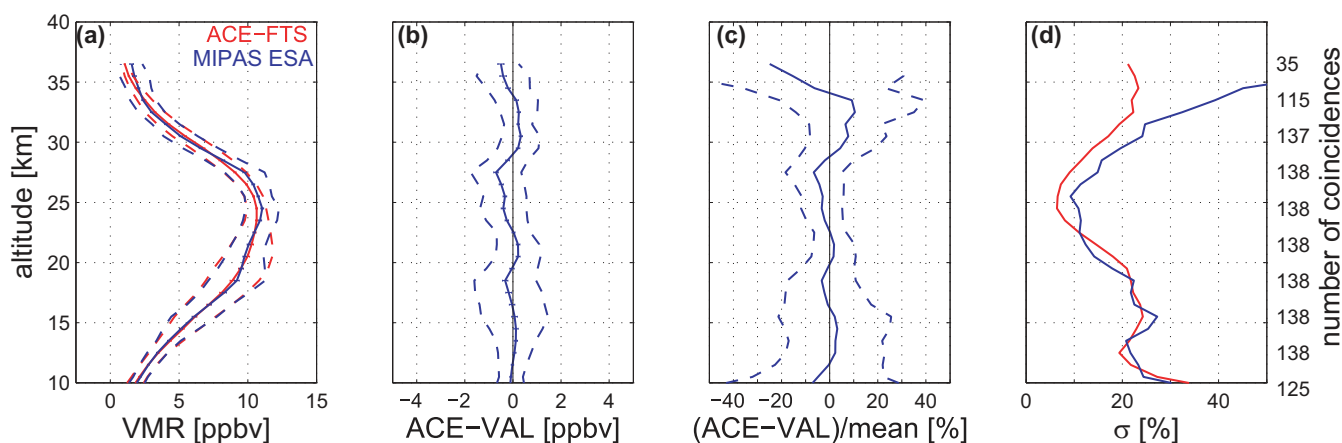 (a)
ACE−FTS
MIPAS ESA
(b)
(c)
(d)
40
35
30
25
20
15
10
altitude [km]
0 5 10 15
VMR [ppbv]
−4 −2 0 2 4
ACE−VAL [ppbv]
−40 −20 0 20 40
(ACE−VAL)/mean [%]
0 20 40
σ [%]
35
115
137
138
138
138
138
138
138
125
number of coincidences